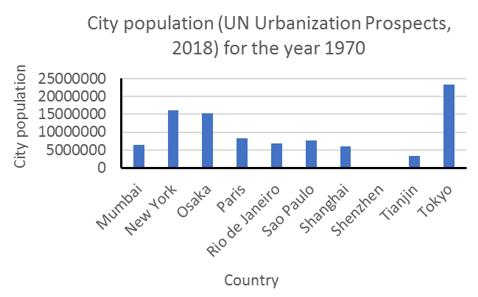 City population (UN Urbanization Prospects,
2018) for the year 1970
City population
25000000
20000000
15000000
10000000
5000000
0
Mumbai
New York
Osaka
Paris
Rio de Janeiro
Sao Paulo
Shanghai
Shenzhen
Tianjin
Tokyo
Country